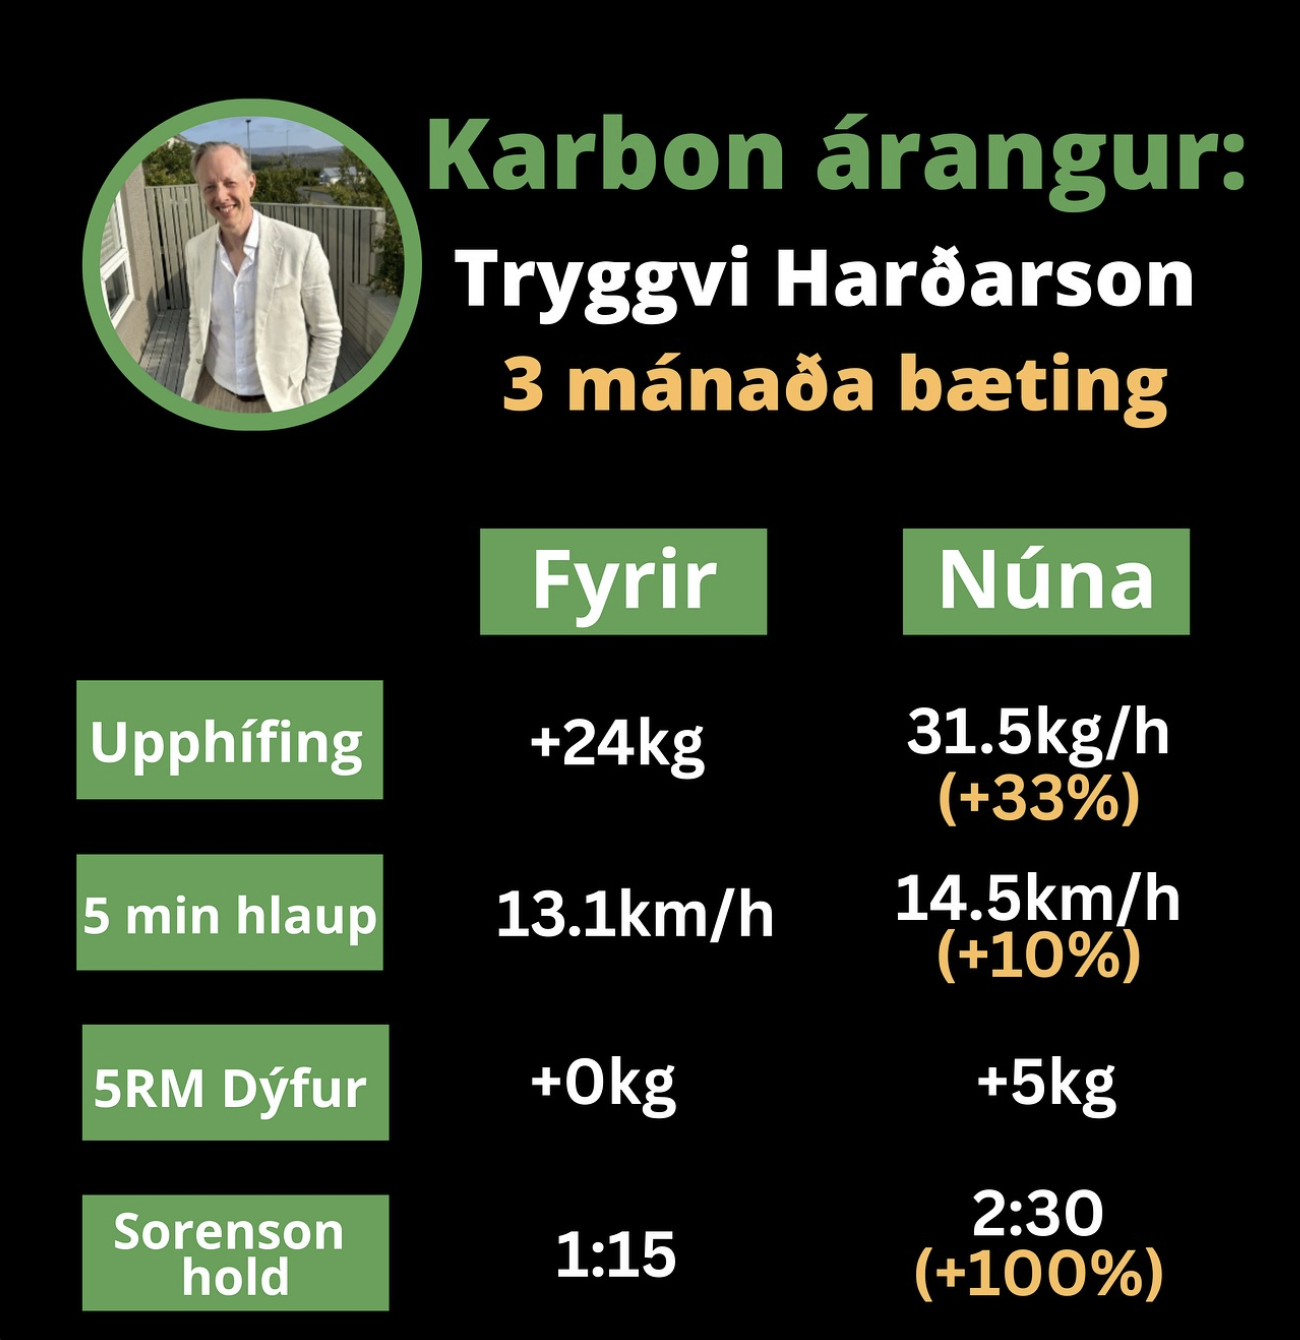 Karbon árangur:
Tryggvi Harðarson
3 mánaða bæting
Fyrir
Núna
Upphífing
+24kg
31.5kg/h
(+33%)
5 min hlaup
13.1km/h
14.5km/h
(+10%)
5RM Dýfur
+0kg
+5kg
Sorenson
hold
1:15
2:30
(+100%)